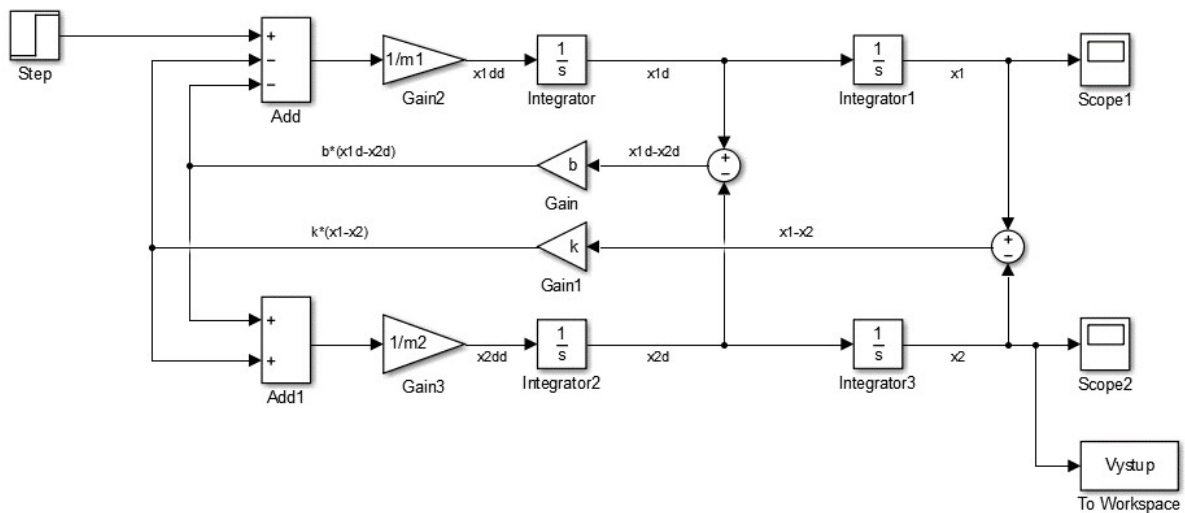 Step
+
−
−
Add
1/m1
Gain2
x1dd
1
s
Integrator
x1d
1
s
Integrator1
x1
Scope1
b*(x1d-x2d)
b
Gain
x1d-x2d
+
−
k*(x1-x2)
k
Gain1
x1-x2
+
−
+
+
Add1
1/m2
Gain3
x2dd
1
s
Integrator2
x2d
1
s
Integrator3
x2
Scope2
Vystup
To Workspace